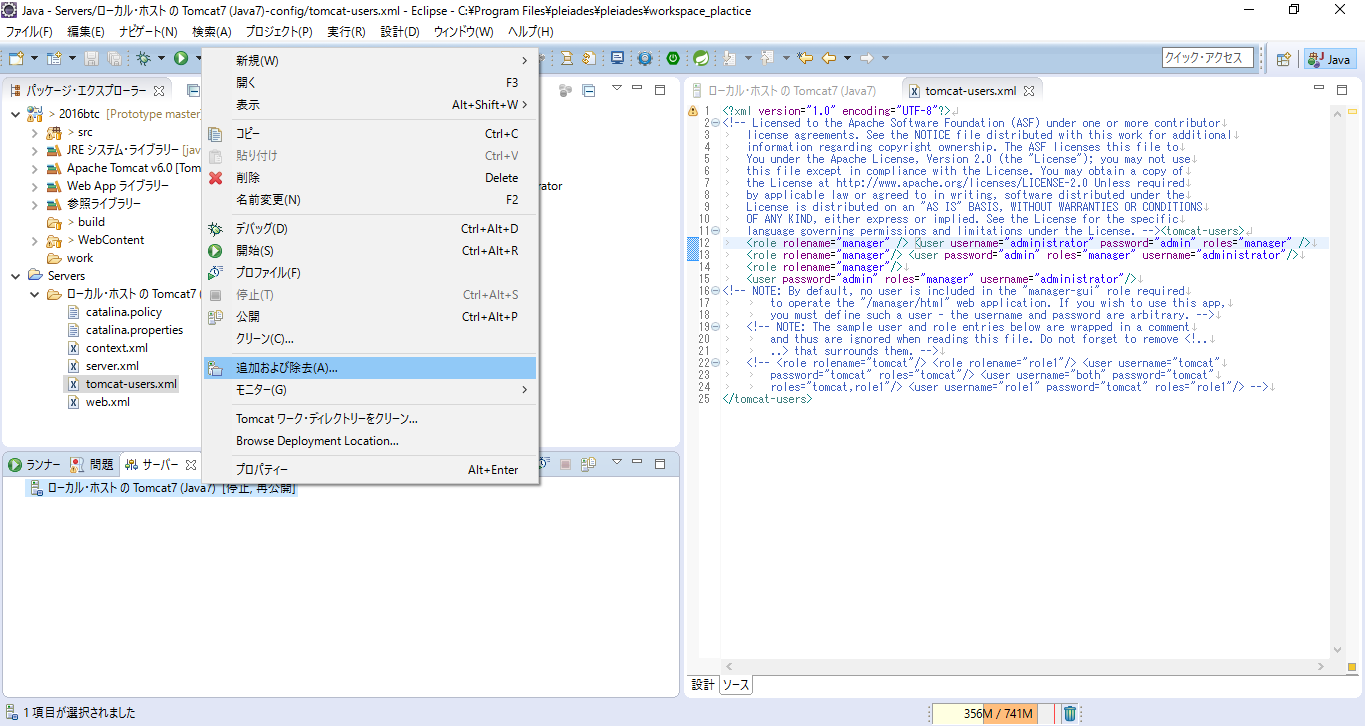 Java - Servers/ローカル・ホスト の Tomcat7 (Java7)-config/tomcat-users.xml - Eclipse - C:¥Program Files¥pleiades¥pleiades¥workspace_plactice
ファイル(F) 編集(E) ナビゲート(N) 検索(A) プロジェクト(P) 実行(R) 設計(D) ウィンドウ(W) ヘルプ(H)
クイック・アクセス
Java
パッケージ・エクスプローラー
> 2016btc [Prototype master
> src
JRE システム・ライブラリー [jav
Apache Tomcat v6.0 [Tom
Web App ライブラリー
参照ライブラリー
> build
> WebContent
work
Servers
ローカル・ホスト の Tomcat7 (
catalina.policy
catalina.properties
context.xml
server.xml
tomcat-users.xml
web.xml
新規(W)
開く F3
表示 Alt+Shift+W
コピー Ctrl+C
貼り付け Ctrl+V
削除 Delete
名前変更(N) F2
デバッグ(D) Ctrl+Alt+D
開始(S) Ctrl+Alt+R
プロファイル(F)
停止(T) Ctrl+Alt+S
公開 Ctrl+Alt+P
クリーン(C)...
追加および除去(A)...
モニター(G)
Tomcat ワーク・ディレクトリーをクリーン...
Browse Deployment Location...
プロパティー Alt+Enter
rator
ランナー 問題 サーバー
ローカル・ホスト の Tomcat7 (Java7) [停止, 再公開]
ローカル・ホスト の Tomcat7 (Java7)
tomcat-users.xml
1 <?xml version="1.0" encoding="UTF-8"?>
2 <!-- Licensed to the Apache Software Foundation (ASF) under one or more contributor
3 license agreements. See the NOTICE file distributed with this work for additional
4 information regarding copyright ownership. The ASF licenses this file to
5 You under the Apache License, Version 2.0 (the "License"); you may not use
6 this file except in compliance with the License. You may obtain a copy of
7 the License at http://www.apache.org/licenses/LICENSE-2.0 Unless required
8 by applicable law or agreed to in writing, software distributed under the
9 License is distributed on an "AS IS" BASIS, WITHOUT WARRANTIES OR CONDITIONS
10 OF ANY KIND, either express or implied. See the License for the specific
11 language governing permissions and limitations under the License. --><tomcat-users>
12 <role rolename="manager" /> <user username="administrator" password="admin" roles="manager" />
13 <role rolename="manager"/> <user password="admin" roles="manager" username="administrator"/>
14 <role rolename="manager"/>
15 <user password="admin" roles="manager" username="administrator"/>
16 <!-- NOTE: By default, no user is included in the "manager-gui" role required
17 to operate the "/manager/html" web application. If you wish to use this app,
18 you must define such a user - the username and password are arbitrary. -->
19 <!-- NOTE: The sample user and role entries below are wrapped in a comment
20 and thus are ignored when reading this file. Do not forget to remove <!..
21 ..> that surrounds them. -->
22 <!-- <role rolename="tomcat"/> <role rolename="role1"/> <user username="tomcat"
23 password="tomcat" roles="tomcat"/> <user username="both" password="tomcat"
24 roles="tomcat,role1"/> <user username="role1" password="tomcat" roles="role1"/> -->
25 </tomcat-users>
設計 ソース
1 項目が選択されました
356M / 741M